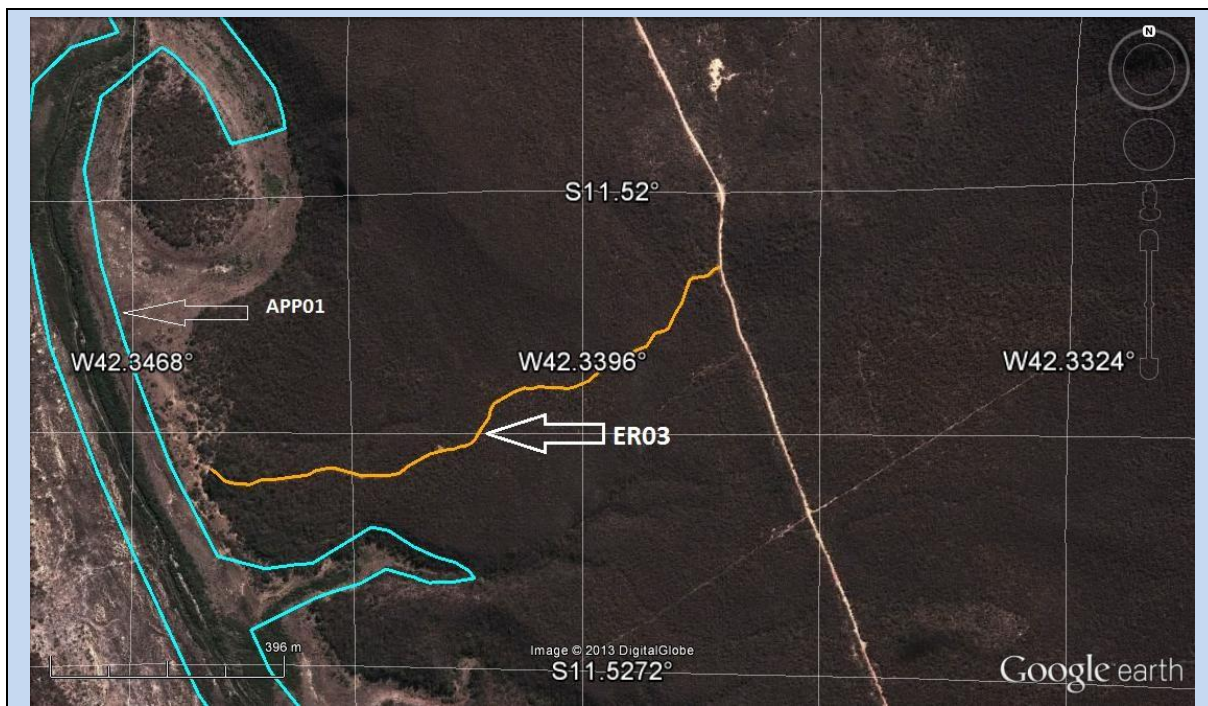 N
S11.52°
APP01
W42.3468°
W42.3396°
W42.3324°
ER03
396 m
Image © 2013 DigitalGlobe
S11.5272°
Google earth